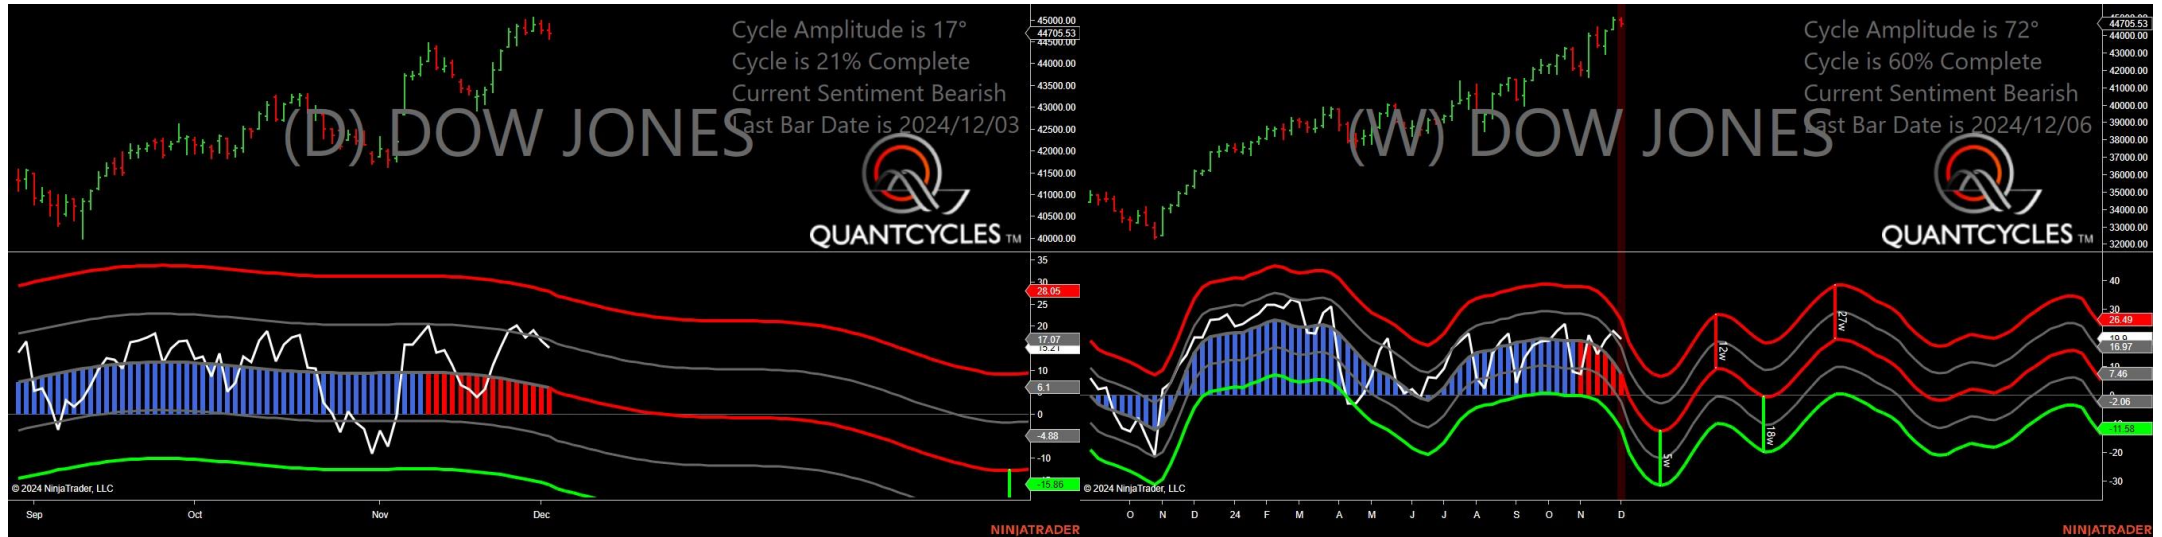 Cycle Amplitude is 17°
Cycle is 21% Complete
Current Sentiment Bearish
Last Bar Date is 2024/12/03
(D) DOW JONES
QUANTCYCLES TM
45000.00
44705.53
44500.00
44000.00
43500.00
43000.00
42500.00
42000.00
41500.00
41000.00
40500.00
40000.00
35
30
28.05
25
20
17.07
15.21
10
6.1
0
-4.88
-10
-15.86
© 2024 NinjaTrader, LLC
Sep Oct Nov Dec
NINJATRADER
Cycle Amplitude is 72°
Cycle is 60% Complete
Current Sentiment Bearish
Last Bar Date is 2024/12/06
(W) DOW JONES
QUANTCYCLES TM
44705.53
44000.00
43000.00
42000.00
41000.00
40000.00
39000.00
38000.00
37000.00
36000.00
35000.00
34000.00
33000.00
32000.00
40
30
26.49
16.97
7.46
-2.06
-11.58
-20
-30
5w
12w
18w
27w
© 2024 NinjaTrader, LLC
O N D 24 F M A M J J A S O N D
NINJATRADER